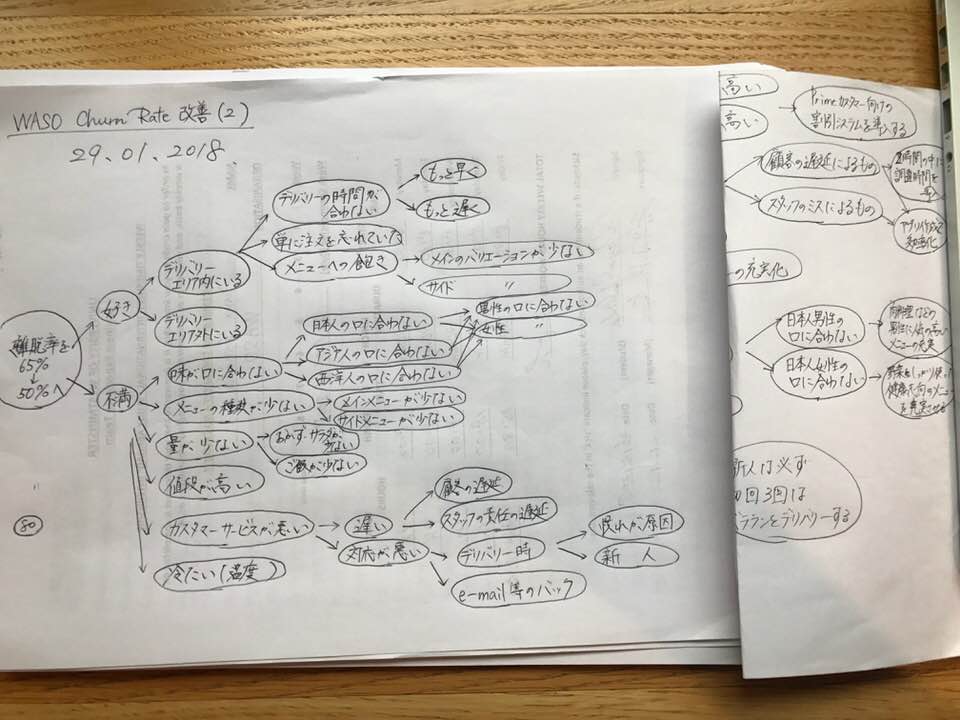 WASO Churn Rate 改善(2)
29.01.2018
離脱率を
65%
↓
50%へ
80
好き
不満
デリバリー
エリア内にいる
デリバリー
エリア外にいる
デリバリーの時間が
合わない
もっと早く
もっと遅く
単に注文を忘れていた
メニューへの飽き
メインのバリエーションが少ない
サイド 〃
味が口に合わない
日本人の口に合わない
アジア人の口に合わない
西洋人の口に合わない
男性の口に合わない
女性 〃
メニューの種類が少ない
メインメニューが少ない
サイドメニューが少ない
量が少ない
おかず・サラダが
少ない
ご飯が少ない
値段が高い
カスタマーサービスが悪い
遅い
顧客の遅延
スタッフの責任の遅延
対応が悪い
デリバリー時
慣れが原因
新人
e-mail等のバック
冷たい(温度)
高い
高い
Primeカスタマー向けの
割引システムを導入する
顧客の遅延によるもの
スタッフのミスによるもの
2時間の中に
調整時間を
アプリ作成で
効率化
の充実化
日本人男性の
口に合わない
日本人女性の
口に合わない
肉料理などの
男性に人気の高い
メニューの充実
野菜をしっかり使った
健康志向のメニュー
を充実させる
新人は必ず
初回3回は
ベテランとデリバリーする